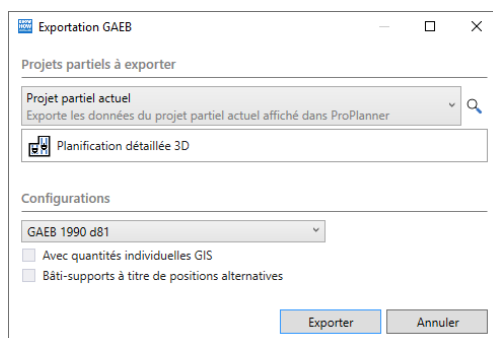 Exportation GAEB
Projets partiels à exporter
Projet partiel actuel
Exporte les données du projet partiel actuel affiché dans ProPlanner
Planification détaillée 3D
Configurations
GAEB 1990 d81
Avec quantités individuelles GIS
Bâti-supports à titre de positions alternatives
Exporter
Annuler